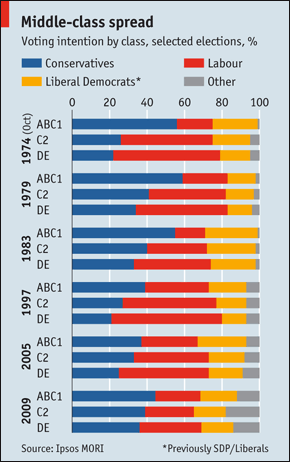 Middle-class spread
Voting intention by class, selected elections, %
Conservatives Labour
Liberal Democrats* Other
0 20 40 60 80 100
1974 (Oct)
ABC1
C2
DE
1979
ABC1
C2
DE
1983
ABC1
C2
DE
1997
ABC1
C2
DE
2005
ABC1
C2
DE
2009
ABC1
C2
DE
Source: Ipsos MORI *Previously SDP/Liberals